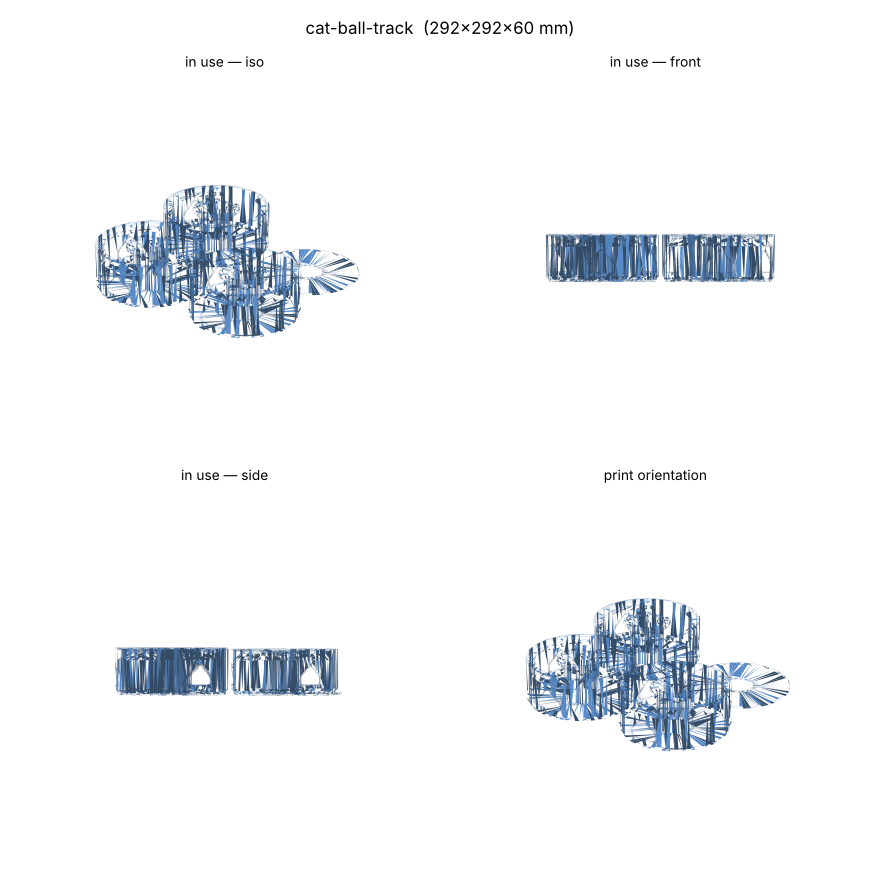 cat-ball-track (292×292×60 mm)
in use — iso
in use — front
in use — side
print orientation